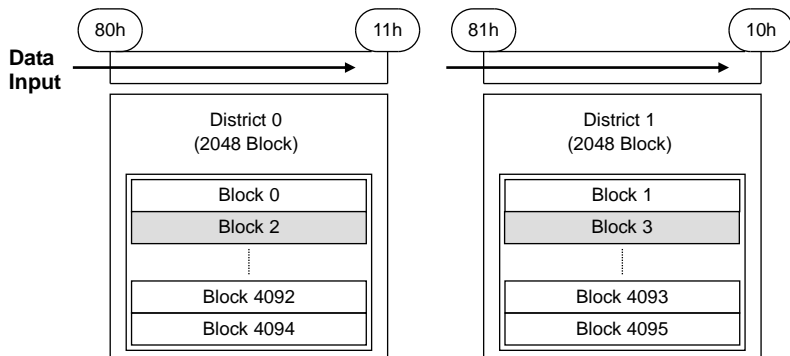 80h
11h
81h
10h
Data
Input
District 0
(2048 Block)
Block 0
Block 2
Block 4092
Block 4094
District 1
(2048 Block)
Block 1
Block 3
Block 4093
Block 4095